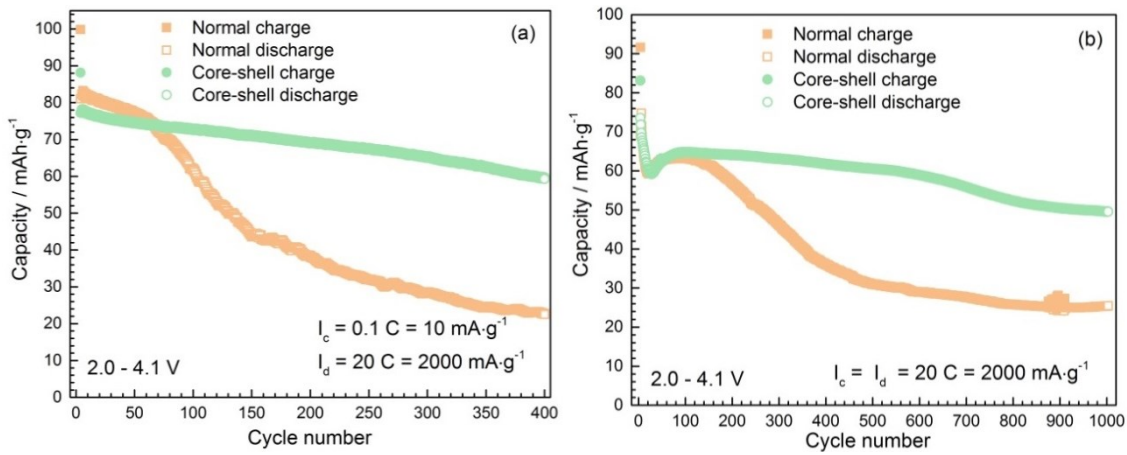 (a)
Normal charge
Normal discharge
Core-shell charge
Core-shell discharge
100
90
80
70
60
50
40
30
20
10
0
Capacity / mAh·g⁻¹
I_c = 0.1 C = 10 mA·g⁻¹
I_d = 20 C = 2000 mA·g⁻¹
2.0 - 4.1 V
0 50 100 150 200 250 300 350 400
Cycle number
(b)
Normal charge
Normal discharge
Core-shell charge
Core-shell discharge
100
90
80
70
60
50
40
30
20
10
0
Capacity / mAh·g⁻¹
2.0 - 4.1 V
I_c = I_d = 20 C = 2000 mA·g⁻¹
0 100 200 300 400 500 600 700 800 900 1000
Cycle number